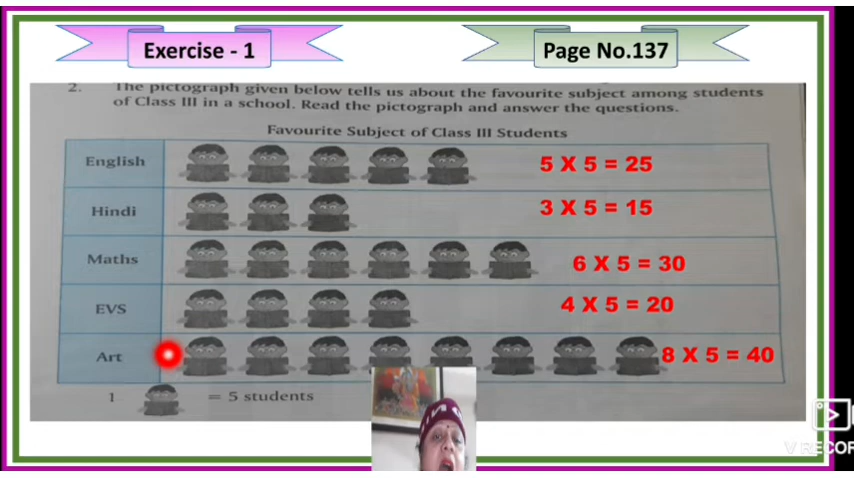 Exercise - 1
Page No.137
2. The pictograph given below tells us about the favourite subject among students
of Class III in a school. Read the pictograph and answer the questions.
Favourite Subject of Class III Students
English 5 X 5 = 25
Hindi 3 X 5 = 15
Maths 6 X 5 = 30
EVS 4 X 5 = 20
Art 8 X 5 = 40
1 = 5 students